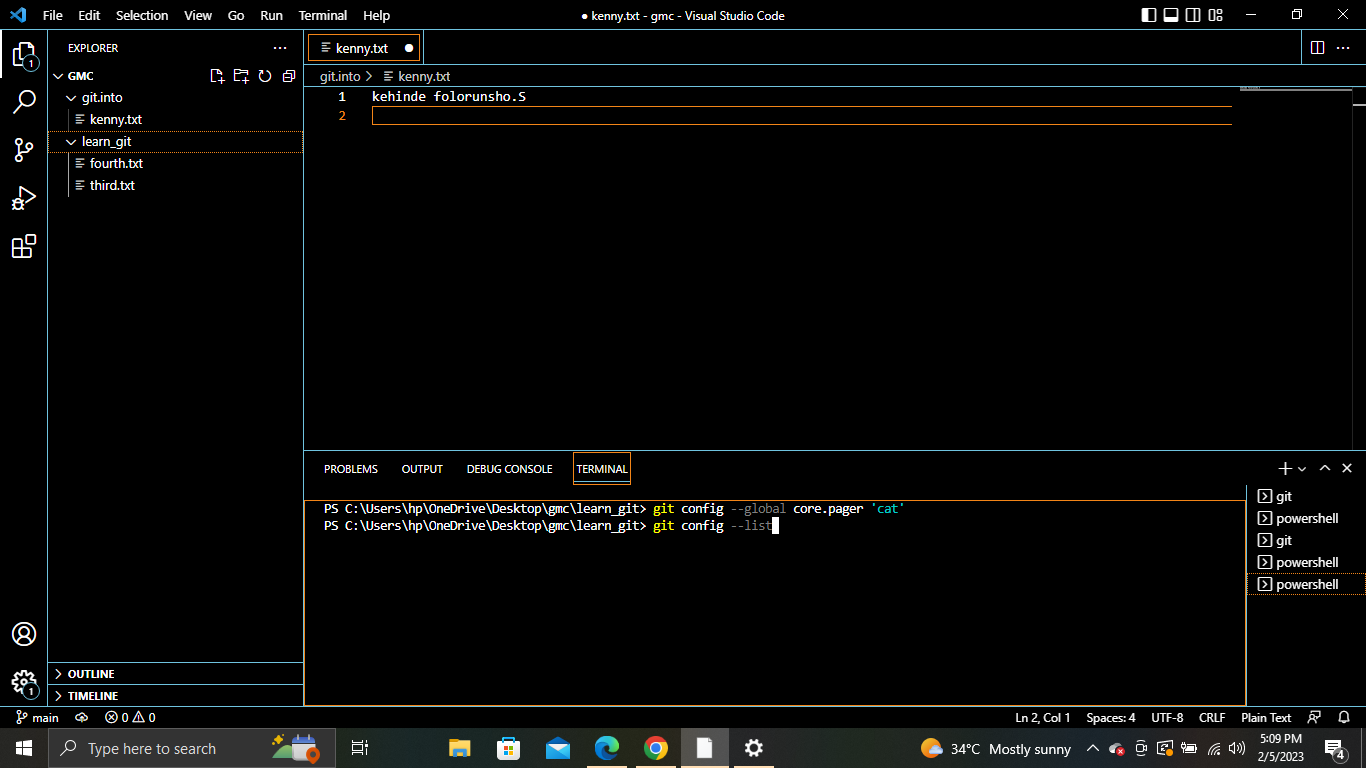 File Edit Selection View Go Run Terminal Help
● kenny.txt - gmc - Visual Studio Code
EXPLORER
GMC
git.into
kenny.txt
learn_git
fourth.txt
third.txt
OUTLINE
TIMELINE
kenny.txt
git.into > kenny.txt
1 kehinde folorunsho.S
2
PROBLEMS OUTPUT DEBUG CONSOLE TERMINAL
PS C:\Users\hp\OneDrive\Desktop\gmc\learn_git> git config --global core.pager 'cat'
PS C:\Users\hp\OneDrive\Desktop\gmc\learn_git> git config --list
git
powershell
git
powershell
powershell
1
1
main 0 0 Ln 2, Col 1 Spaces: 4 UTF-8 CRLF Plain Text
Type here to search
34°C Mostly sunny
5:09 PM
2/5/2023
4